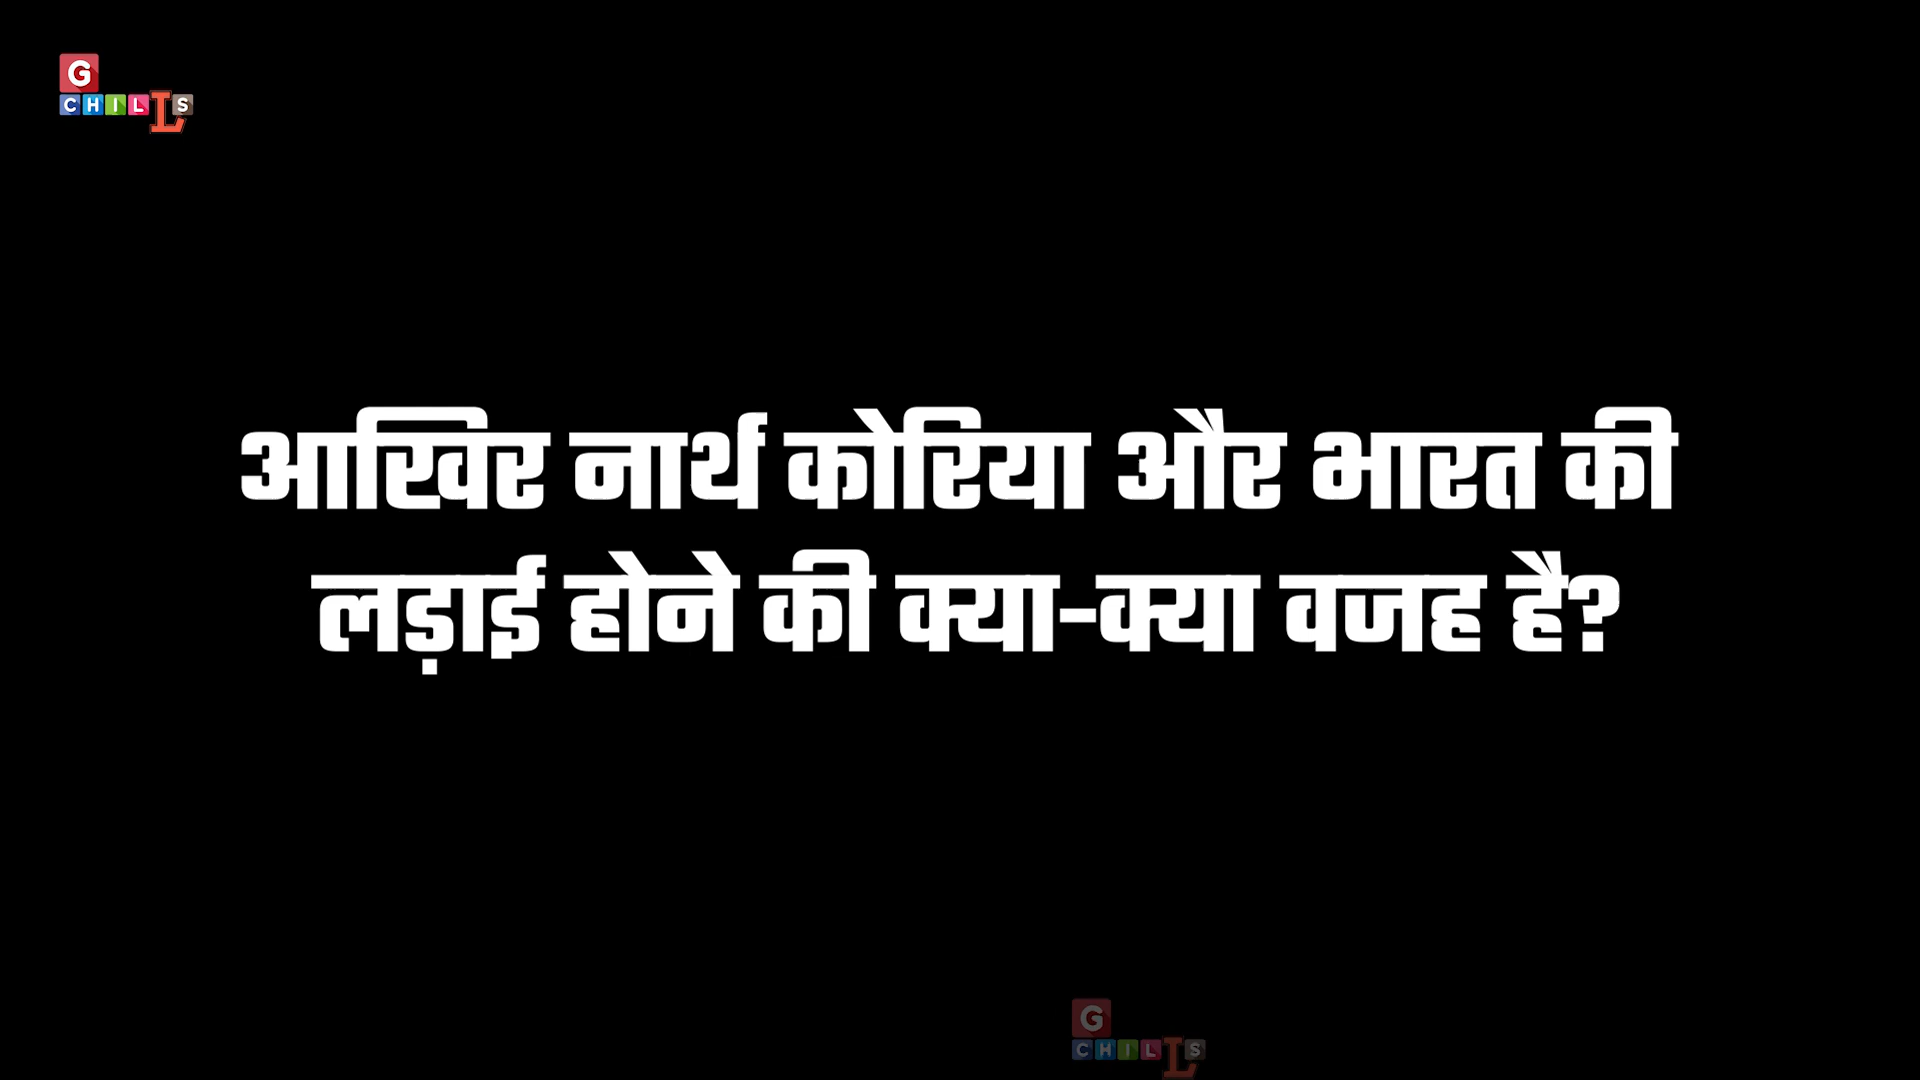 G
CHILLS
आखिर नार्थ कोरिया और भारत की
लड़ाई होने की क्या-क्या वजह है?
G
CHILLS